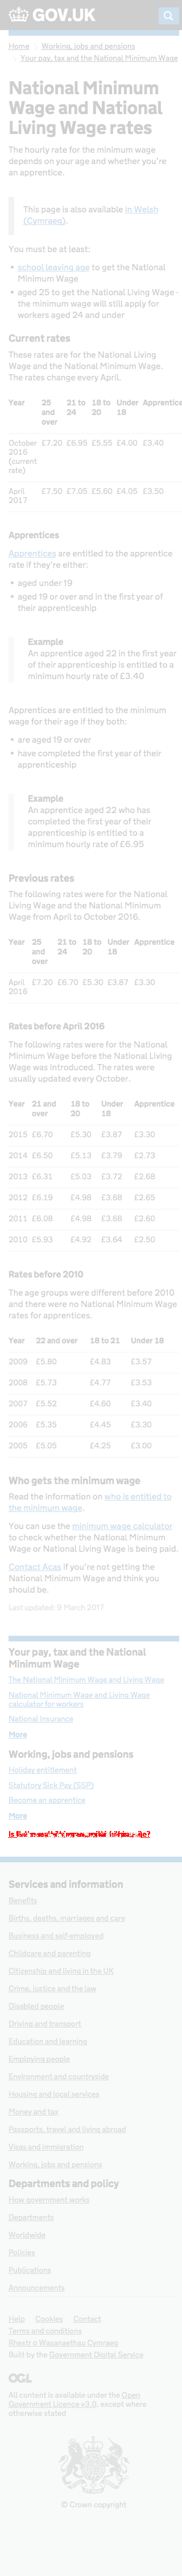 GOV.UK
Home
Working, jobs and pensions
Your pay, tax and the National Minimum Wage
National Minimum
Wage and National
Living Wage rates
The hourly rate for the minimum wage
depends on your age and whether you're
an apprentice.
This page is also available in Welsh
(Cymraeg).
You must be at least:
• school leaving age to get the National
Minimum Wage
• aged 25 to get the National Living Wage -
the minimum wage will still apply for
workers aged 24 and under
Current rates
These rates are for the National Living
Wage and the National Minimum Wage.
The rates change every April.
Year 25 and over 21 to 24 18 to 20 Under 18 Apprentice
October 2016 (current rate) £7.20 £6.95 £5.55 £4.00 £3.40
April 2017 £7.50 £7.05 £5.60 £4.05 £3.50
Apprentices
Apprentices are entitled to the apprentice
rate if they're either:
• aged under 19
• aged 19 or over and in the first year of
their apprenticeship
Example
An apprentice aged 22 in the first year
of their apprenticeship is entitled to a
minimum hourly rate of £3.40
Apprentices are entitled to the minimum
wage for their age if they both:
• are aged 19 or over
• have completed the first year of their
apprenticeship
Example
An apprentice aged 22 who has
completed the first year of their
apprenticeship is entitled to a
minimum hourly rate of £6.95
Previous rates
The following rates were for the National
Living Wage and the National Minimum
Wage from April to October 2016.
Year 25 and over 21 to 24 18 to 20 Under 18 Apprentice
April 2016 £7.20 £6.70 £5.30 £3.87 £3.30
Rates before April 2016
The following rates were for the National
Minimum Wage before the National Living
Wage was introduced. The rates were
usually updated every October.
Year 21 and over 18 to 20 Under 18 Apprentice
2015 £6.70 £5.30 £3.87 £3.30
2014 £6.50 £5.13 £3.79 £2.73
2013 £6.31 £5.03 £3.72 £2.68
2012 £6.19 £4.98 £3.68 £2.65
2011 £6.08 £4.98 £3.68 £2.60
2010 £5.93 £4.92 £3.64 £2.50
Rates before 2010
The age groups were different before 2010
and there were no National Minimum Wage
rates for apprentices.
Year 22 and over 18 to 21 Under 18
2009 £5.80 £4.83 £3.57
2008 £5.73 £4.77 £3.53
2007 £5.52 £4.60 £3.40
2006 £5.35 £4.45 £3.30
2005 £5.05 £4.25 £3.00
Who gets the minimum wage
Read the information on who is entitled to
the minimum wage.
You can use the minimum wage calculator
to check whether the National Minimum
Wage or National Living Wage is being paid.
Contact Acas if you're not getting the
National Minimum Wage and think you
should be.
Last updated: 9 March 2017
Your pay, tax and the National
Minimum Wage
The National Minimum Wage and Living Wage
National Minimum Wage and Living Wage
calculator for workers
National Insurance
More
Working, jobs and pensions
Holiday entitlement
Statutory Sick Pay (SSP)
Become an apprentice
More
Services and information
Benefits
Births, deaths, marriages and care
Business and self-employed
Childcare and parenting
Citizenship and living in the UK
Crime, justice and the law
Disabled people
Driving and transport
Education and learning
Employing people
Environment and countryside
Housing and local services
Money and tax
Passports, travel and living abroad
Visas and immigration
Working, jobs and pensions
Departments and policy
How government works
Departments
Worldwide
Policies
Publications
Announcements
Help Cookies Contact
Terms and conditions
Rhestr o Wasanaethau Cymraeg
Built by the Government Digital Service
OGL
All content is available under the Open
Government Licence v3.0, except where
otherwise stated
© Crown copyright